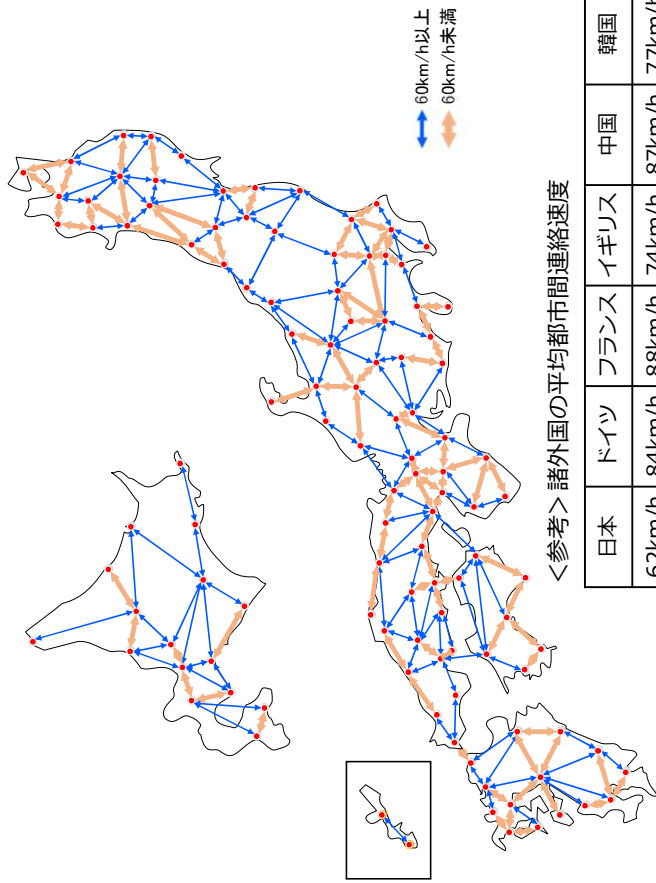 60km/h以上
60km/h未満
<参考> 諸外国の平均都市間連絡速度
日本 ドイツ フランス イギリス 中国 韓国
62km/h 84km/h 88km/h 74km/h 87km/h 77km/h